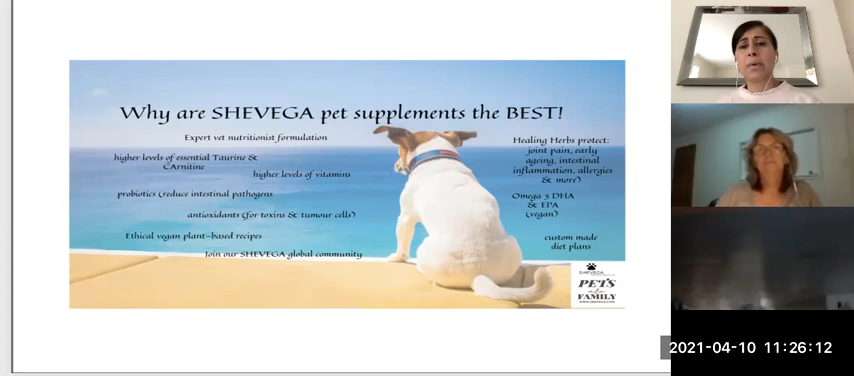 Why are SHEVEGA pet supplements the BEST!
Expert vet nutritionist formulation
higher levels of essential Taurine &
CArnitine
higher levels of vitamins
probiotics (reduce intestinal pathogens
antioxidants (for toxins & tumour cells)
Ethical vegan plant-based recipes
Join our SHEVEGA global community
Healing Herbs protect:
joint pain, early
ageing, intestinal
inflammation, allergies
& more)
Omega 3 DHA
& EPA
(vegan)
custom made
diet plans
SHEVEGA
PETS
FAMILY
2021-04-10 11:26:12